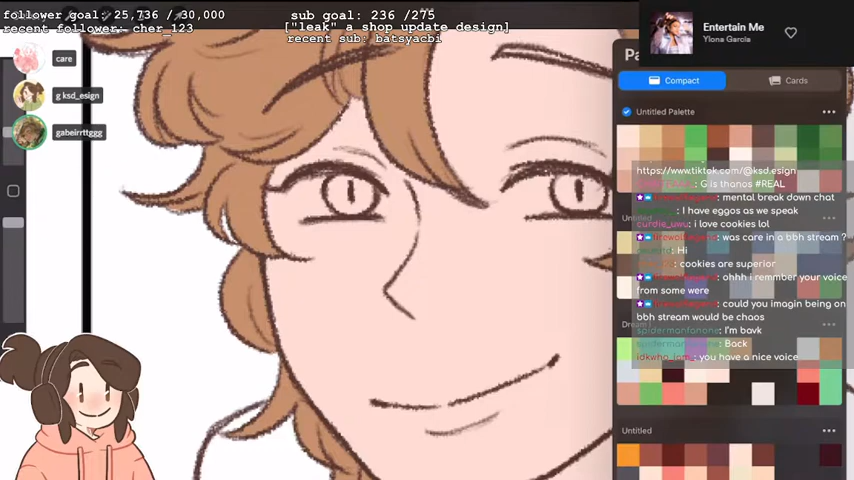 follower goal: 25,736 / 30,000
sub goal: 236 /275
recent follower: cher_123
["leak" a shop update design]
recent sub: batsyacbi
care
g ksd_esign
gabeirrttggg
Entertain Me
Ylona Garcia
Compact
Cards
Untitled Palette
https://www.tiktok.com/@ksd.esign
: G is thanos #REAL
: mental break down chat
: I have eggos as we speak
curdie_uwu: i love cookies lol
: was care in a bbh stream ?
: Hi
: cookies are superior
: ohhh i remmber your voice
from some were
: could you imagin being on
bbh stream would be chaos
spidermanfanone: I'm bavk
spidermanfanone: Back
: you have a nice voice
Untitled